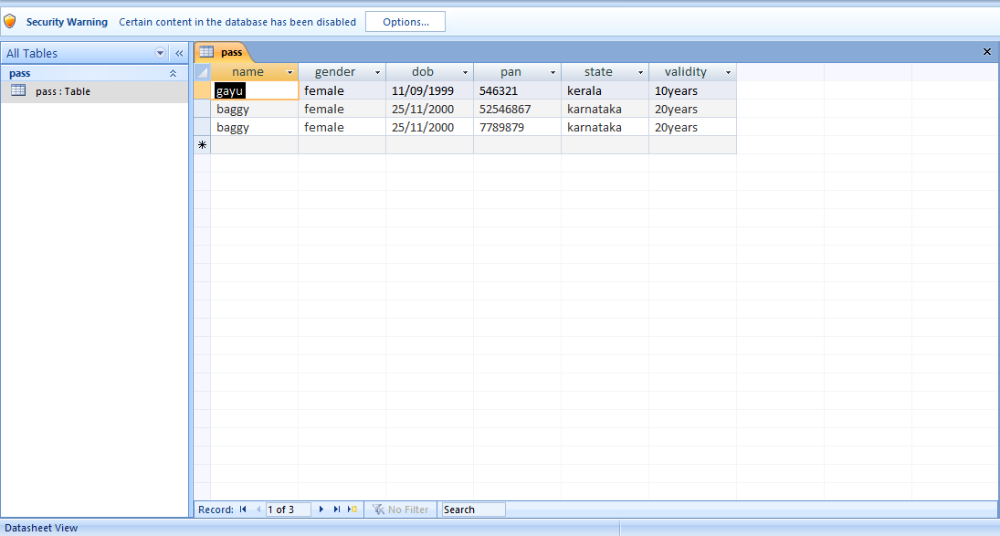 Security Warning Certain content in the database has been disabled Options...
All Tables «
pass
pass : Table
pass
name gender dob pan state validity
gayu female 11/09/1999 546321 kerala 10years
baggy female 25/11/2000 52546867 karnataka 20years
baggy female 25/11/2000 7789879 karnataka 20years
Record: 1 of 3 No Filter Search
Datasheet View